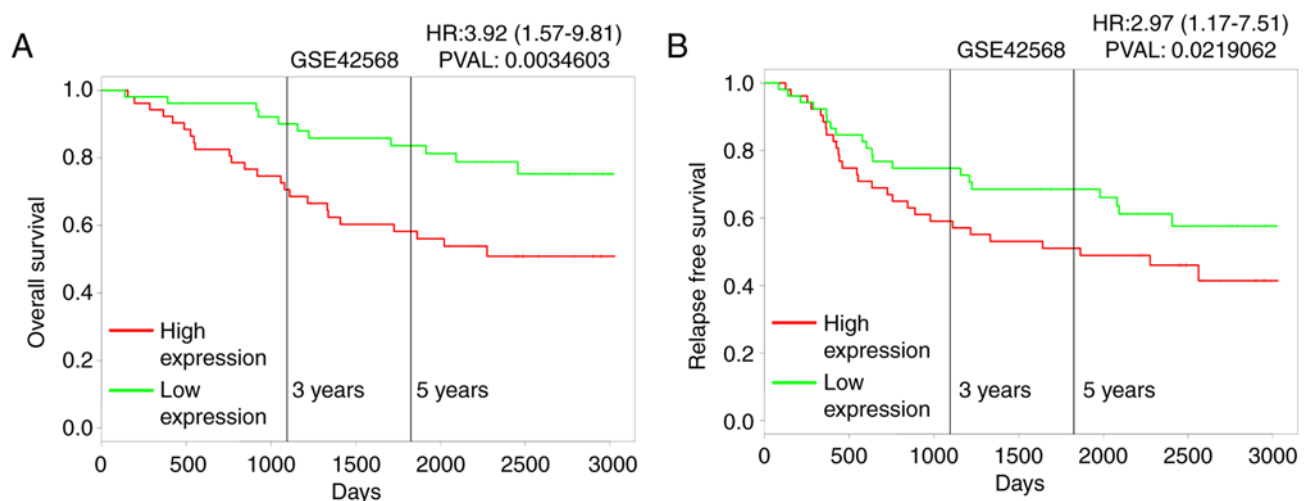 A
HR:3.92 (1.57-9.81)
GSE42568 PVAL: 0.0034603
Overall survival
1.0
0.8
0.6
0.4
0.2
0.0
High
expression
Low
expression
3 years 5 years
0 500 1000 1500 2000 2500 3000
Days
B
HR:2.97 (1.17-7.51)
GSE42568 PVAL: 0.0219062
Relapse free survival
1.0
0.8
0.6
0.4
0.2
0.0
High
expression
Low
expression
3 years 5 years
0 500 1000 1500 2000 2500 3000
Days